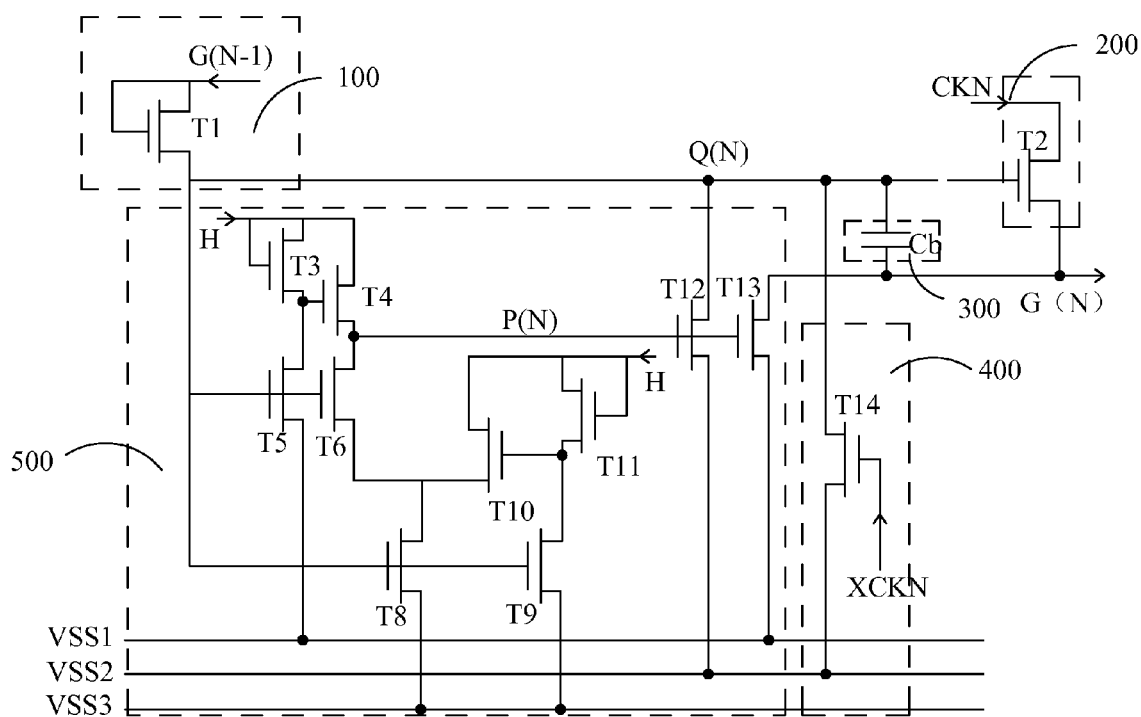 G(N-1)
100
T1
200
CKN
T2
Q(N)
H
T3
T4
Cb
300
G（N）
T12
T13
P(N)
H
400
T14
T5
T6
T11
T10
500
T8
T9
XCKN
VSS1
VSS2
VSS3